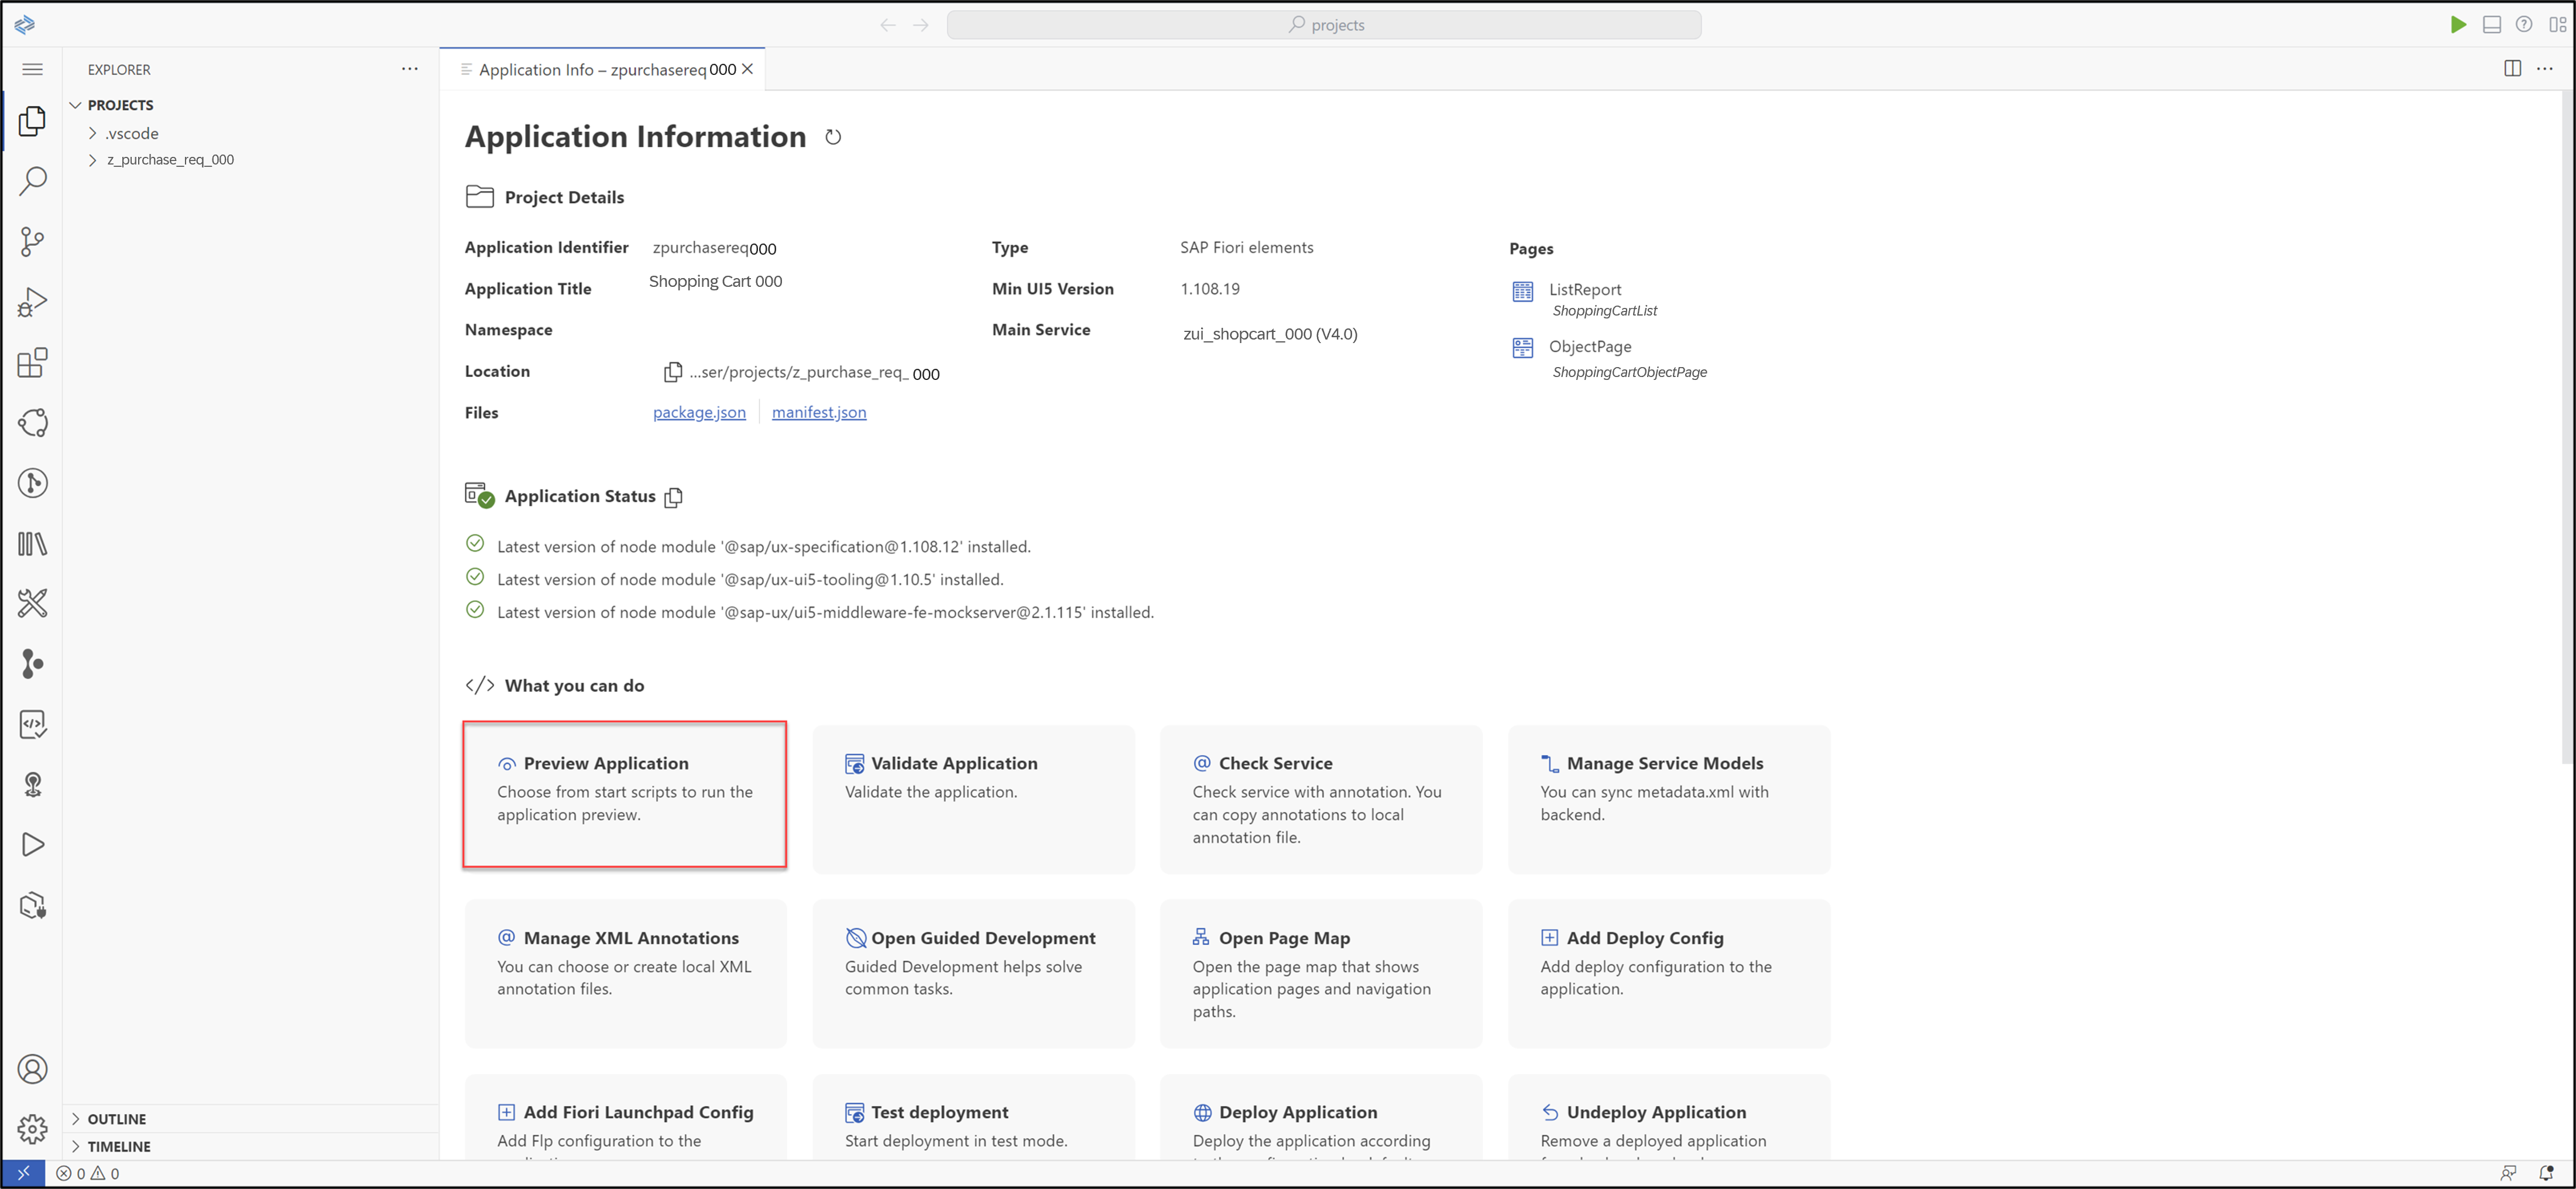 projects
EXPLORER
PROJECTS
.vscode
z_purchase_req_000
OUTLINE
TIMELINE
Application Info – zpurchasereq 000
Application Information
Project Details
Application Identifier zpurchasereq000
Application Title Shopping Cart 000
Namespace
Location ...ser/projects/z_purchase_req_ 000
Files package.json manifest.json
Type SAP Fiori elements
Min UI5 Version 1.108.19
Main Service zui_shopcart_000 (V4.0)
Pages
ListReport
ShoppingCartList
ObjectPage
ShoppingCartObjectPage
Application Status
Latest version of node module '@sap/ux-specification@1.108.12' installed.
Latest version of node module '@sap/ux-ui5-tooling@1.10.5' installed.
Latest version of node module '@sap-ux/ui5-middleware-fe-mockserver@2.1.115' installed.
What you can do
Preview Application
Choose from start scripts to run the
application preview.
Validate Application
Validate the application.
Check Service
Check service with annotation. You
can copy annotations to local
annotation file.
Manage Service Models
You can sync metadata.xml with
backend.
Manage XML Annotations
You can choose or create local XML
annotation files.
Open Guided Development
Guided Development helps solve
common tasks.
Open Page Map
Open the page map that shows
application pages and navigation
paths.
Add Deploy Config
Add deploy configuration to the
application.
Add Fiori Launchpad Config
Add Flp configuration to the
Test deployment
Start deployment in test mode.
Deploy Application
Deploy the application according
Undeploy Application
Remove a deployed application
0 0